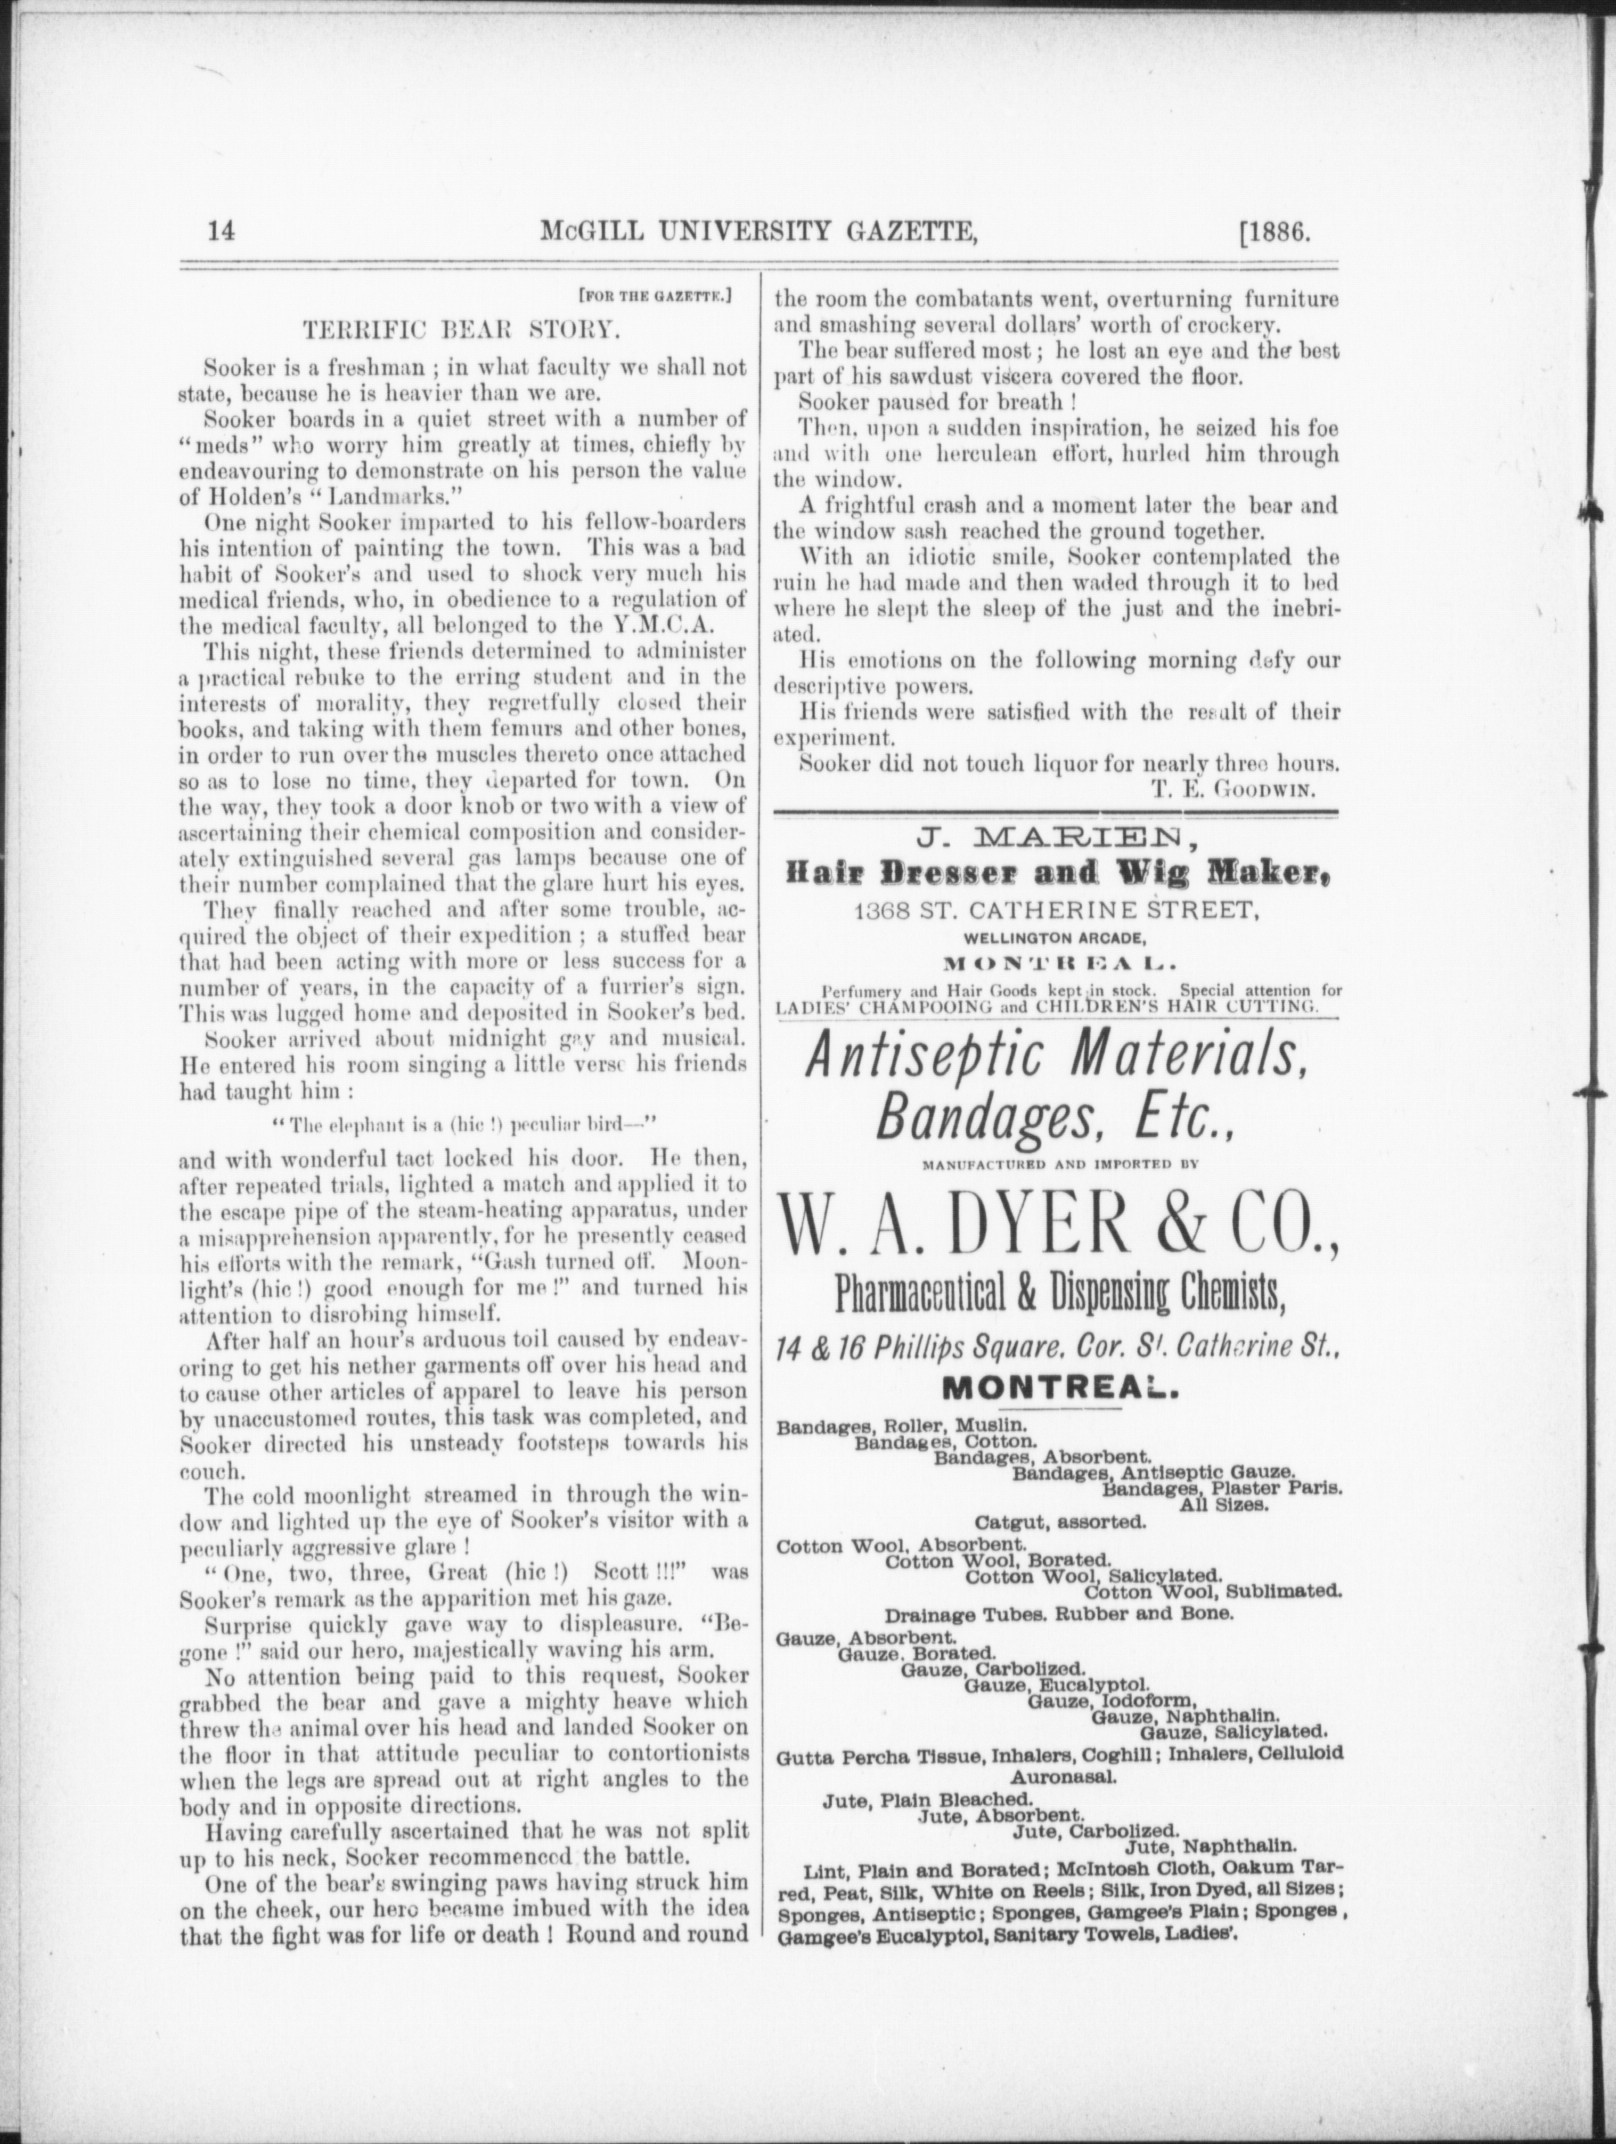 14 McGILL UNIVERSITY GAZETTE, [1886.
[FOR THE GAZETTE.]
TERRIFIC BEAR STORY.
Sooker is a freshman ; in what faculty we shall not
state, because he is heavier than we are.
Sooker boards in a quiet street with a number of
“meds” who worry him greatly at times, chiefly by
endeavouring to demonstrate on his person the value
of Holden's “ Landmarks.”
One night Sooker imparted to his fellow-boarders
his intention of painting the town. This was a bad
habit of Sooker's and used to shock very much his
medical friends, who, in obedience to a regulation of
the medical faculty, all belonged to the Y.M.C.A.
This night, these friends determined to administer
a practical rebuke to the erring student and in the
interests of morality, they regretfully closed their
books, and taking with them femurs and other bones,
in order to run over the muscles thereto once attached
so as to lose no time, they departed for town. On
the way, they took a door knob or two with a view of
ascertaining their chemical composition and consider-
ately extinguished several gas lamps because one of
their number complained that the glare hurt his eyes.
They finally reached and after some trouble, ac-
quired the object of their expedition ; a stuffed bear
that had been acting with more or less success for a
number of years, in the capacity of a furrier's sign.
This was lugged home and deposited in Sooker's bed.
Sooker arrived about midnight gay and musical.
He entered his room singing a little verse his friends
had taught him :
“ The elephant is a (hic !) peculiar bird—”
and with wonderful tact locked his door. He then,
after repeated trials, lighted a match and applied it to
the escape pipe of the steam-heating apparatus, under
a misapprehension apparently, for he presently ceased
his efforts with the remark, “Gash turned off. Moon-
light's (hic !) good enough for me !” and turned his
attention to disrobing himself.
After half an hour's arduous toil caused by endeav-
oring to get his nether garments off over his head and
to cause other articles of apparel to leave his person
by unaccustomed routes, this task was completed, and
Sooker directed his unsteady footsteps towards his
couch.
The cold moonlight streamed in through the win-
dow and lighted up the eye of Sooker's visitor with a
peculiarly aggressive glare !
“ One, two, three, Great (hic !) Scott !!!” was
Sooker's remark as the apparition met his gaze.
Surprise quickly gave way to displeasure. “Be-
gone !” said our hero, majestically waving his arm.
No attention being paid to this request, Sooker
grabbed the bear and gave a mighty heave which
threw the animal over his head and landed Sooker on
the floor in that attitude peculiar to contortionists
when the legs are spread out at right angles to the
body and in opposite directions.
Having carefully ascertained that he was not split
up to his neck, Sooker recommenced the battle.
One of the bear's swinging paws having struck him
on the cheek, our hero became imbued with the idea
that the fight was for life or death ! Round and round
the room the combatants went, overturning furniture
and smashing several dollars' worth of crockery.
The bear suffered most ; he lost an eye and the best
part of his sawdust viscera covered the floor.
Sooker paused for breath !
Then, upon a sudden inspiration, he seized his foe
and with one herculean effort, hurled him through
the window.
A frightful crash and a moment later the bear and
the window sash reached the ground together.
With an idiotic smile, Sooker contemplated the
ruin he had made and then waded through it to bed
where he slept the sleep of the just and the inebri-
ated.
His emotions on the following morning defy our
descriptive powers.
His friends were satisfied with the result of their
experiment.
Sooker did not touch liquor for nearly three hours.
T. E. GOODWIN.
J. MARIEN,
Hair Dresser and Wig Maker,
1368 ST. CATHERINE STREET,
WELLINGTON ARCADE,
MONTREAL.
Perfumery and Hair Goods kept in stock. Special attention for
LADIES' CHAMPOOING and CHILDREN'S HAIR CUTTING.
Antiseptic Materials,
Bandages, Etc.,
MANUFACTURED AND IMPORTED BY
W. A. DYER & CO.,
Pharmaceutical & Dispensing Chemists,
14 & 16 Phillips Square, Cor. St. Catherine St.,
MONTREAL.
Bandages, Roller, Muslin.
Bandages, Cotton.
Bandages, Absorbent.
Bandages, Antiseptic Gauze.
Bandages, Plaster Paris.
All Sizes.
Catgut, assorted.
Cotton Wool, Absorbent.
Cotton Wool, Borated.
Cotton Wool, Salicylated.
Cotton Wool, Sublimated.
Drainage Tubes. Rubber and Bone.
Gauze, Absorbent.
Gauze. Borated.
Gauze, Carbolized.
Gauze, Eucalyptol.
Gauze, Iodoform,
Gauze, Naphthalin.
Gauze, Salicylated.
Gutta Percha Tissue, Inhalers, Coghill; Inhalers, Celluloid
Auronasal.
Jute, Plain Bleached.
Jute, Absorbent.
Jute, Carbolized.
Jute, Naphthalin.
Lint, Plain and Borated; McIntosh Cloth, Oakum Tar-
red, Peat, Silk, White on Reels; Silk, Iron Dyed, all Sizes;
Sponges, Antiseptic; Sponges, Gamgee's Plain; Sponges,
Gamgee's Eucalyptol, Sanitary Towels, Ladies'.